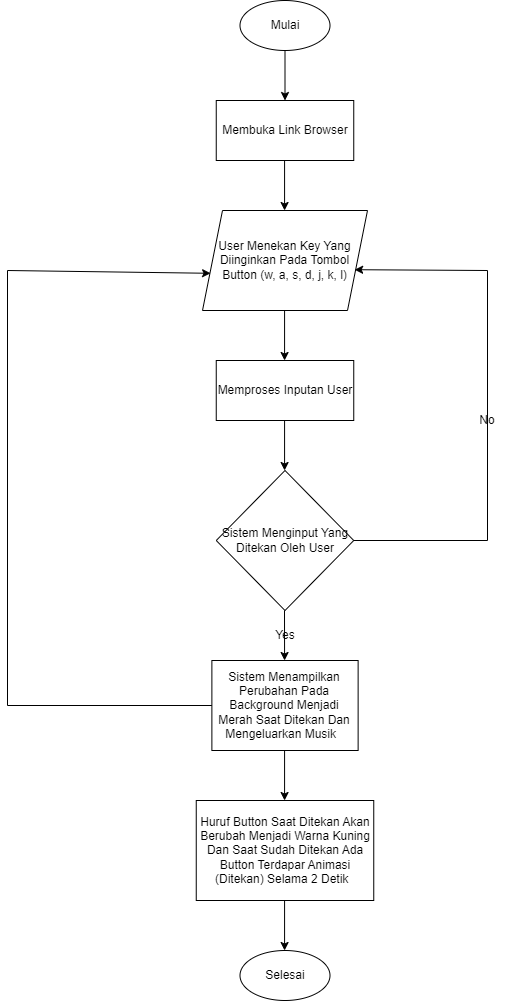 Mulai
Membuka Link Browser
User Menekan Key Yang
Diinginkan Pada Tombol
Button (w, a, s, d, j, k, l)
Memproses Inputan User
No
Sistem Menginput Yang
Ditekan Oleh User
Yes
Sistem Menampilkan
Perubahan Pada
Background Menjadi
Merah Saat Ditekan Dan
Mengeluarkan Musik
Huruf Button Saat Ditekan Akan
Berubah Menjadi Warna Kuning
Dan Saat Sudah Ditekan Ada
Button Terdapar Animasi
(Ditekan) Selama 2 Detik
Selesai